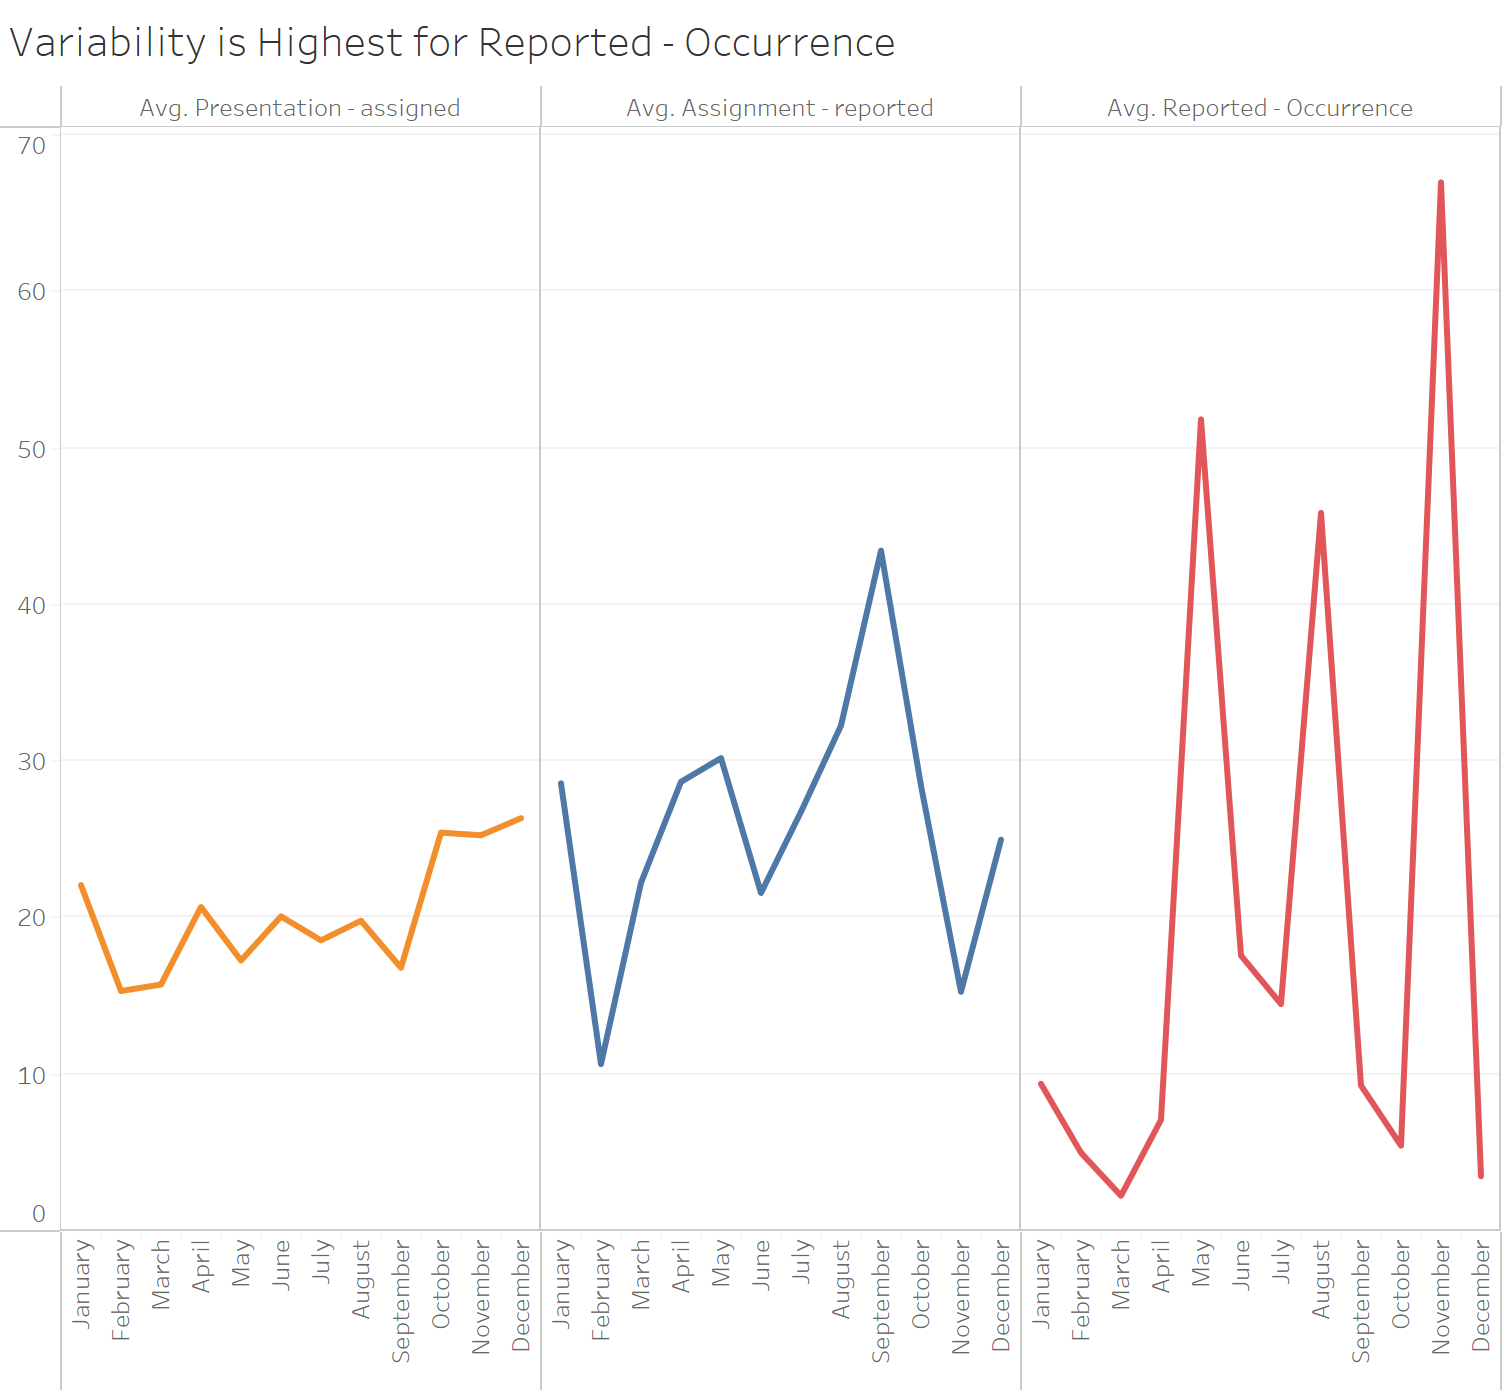 Variability is Highest for Reported - Occurrence
Avg. Presentation - assigned
Avg. Assignment - reported
Avg. Reported - Occurrence
70
60
50
40
30
20
10
0
January
February
March
April
May
June
July
August
September
October
November
December
January
February
March
April
May
June
July
August
September
October
November
December
January
February
March
April
May
June
July
August
September
October
November
December